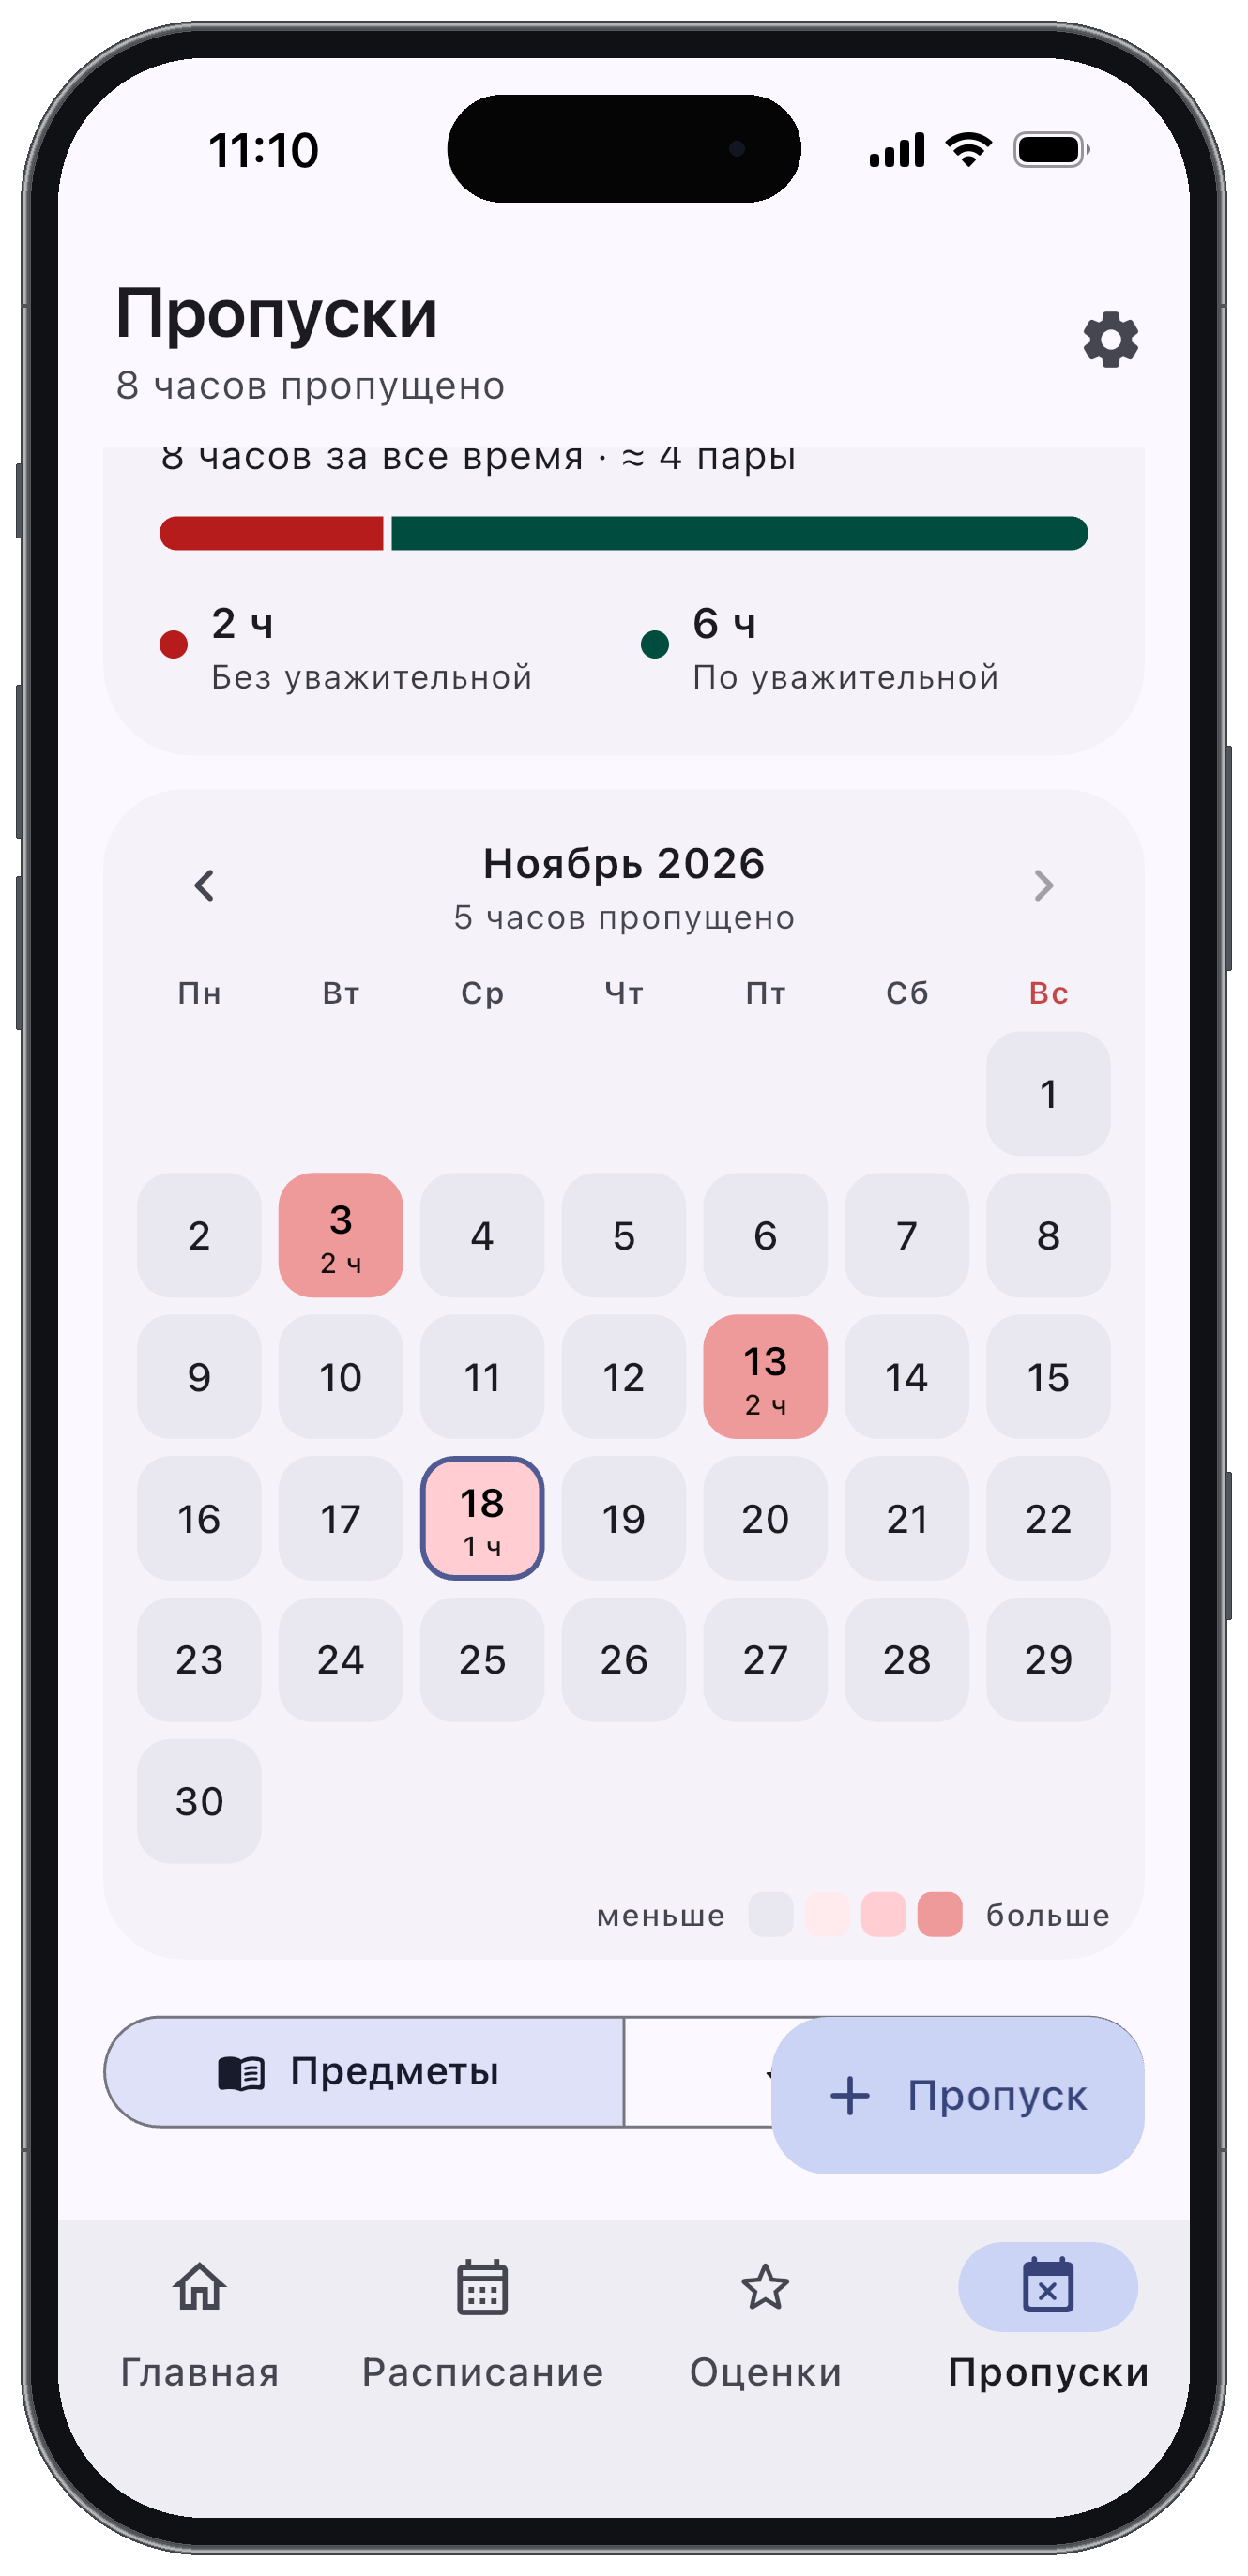 11:10
Пропуски
8 часов пропущено
8 часов за все время · ≈ 4 пары
2 ч
Без уважительной
6 ч
По уважительной
Ноябрь 2026
5 часов пропущено
Пн Вт Ср Чт Пт Сб Вс
1
2 3 4 5 6 7 8
2 ч
9 10 11 12 13 14 15
2 ч
16 17 18 19 20 21 22
1 ч
23 24 25 26 27 28 29
30
меньше больше
Предметы
+ Пропуск
Главная Расписание Оценки Пропуски